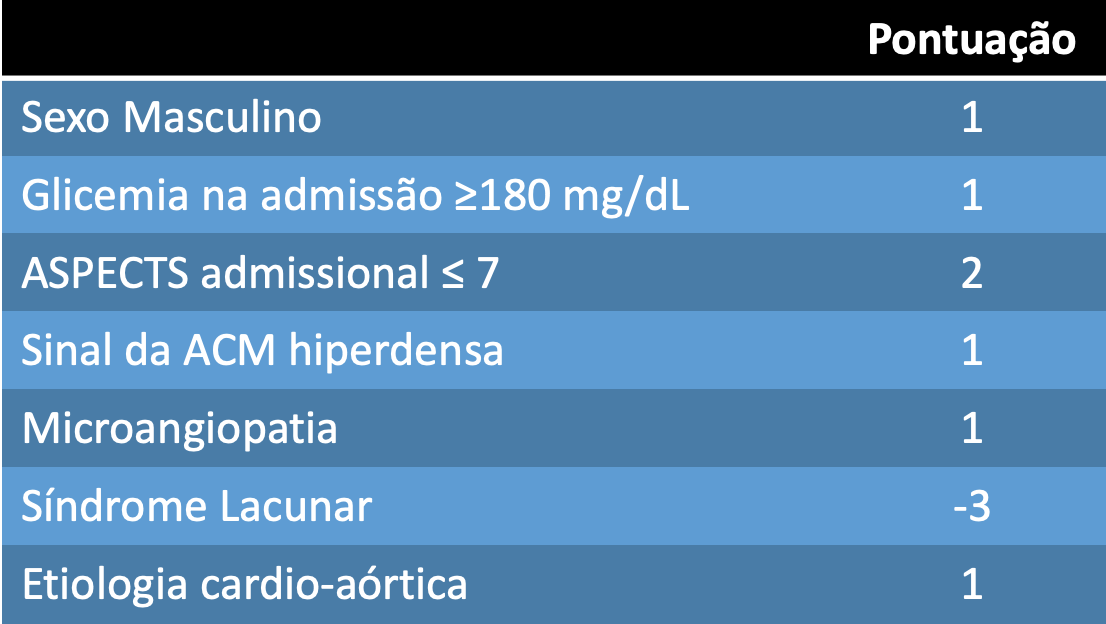 Pontuação
Sexo Masculino 1
Glicemia na admissão ≥180 mg/dL 1
ASPECTS admissional ≤ 7 2
Sinal da ACM hiperdensa 1
Microangiopatia 1
Síndrome Lacunar -3
Etiologia cardio-aórtica 1